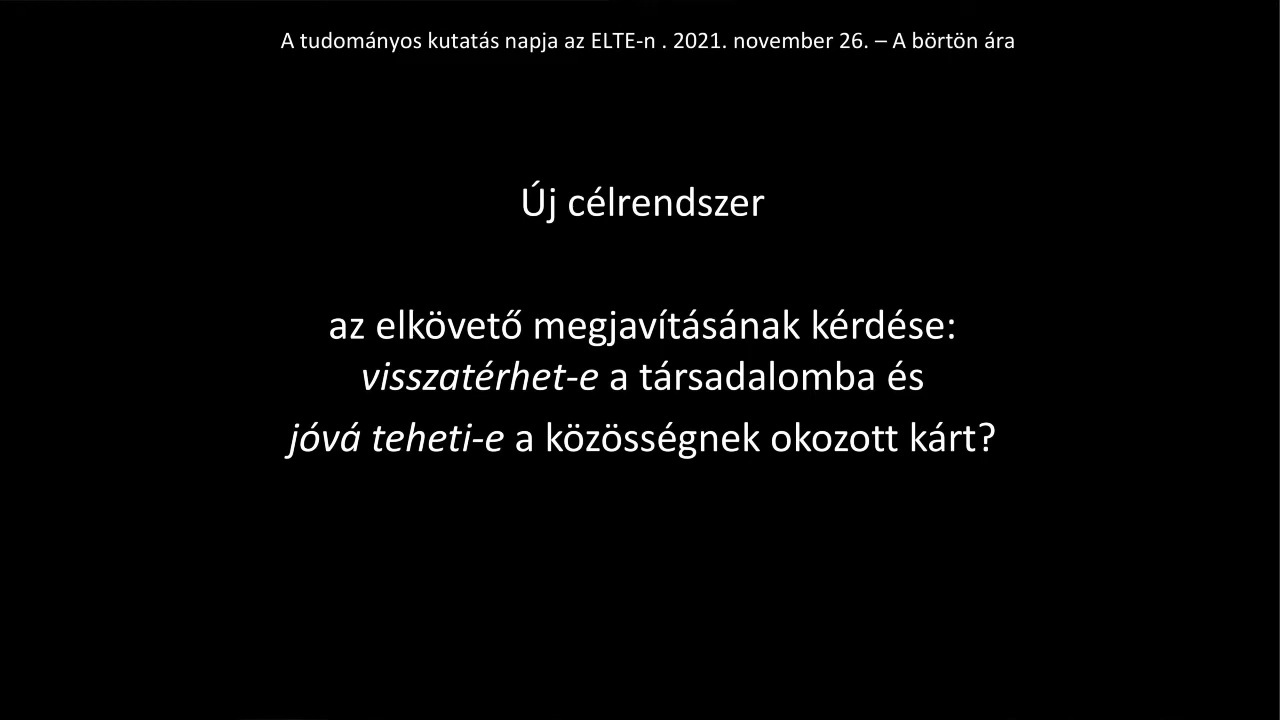 A tudományos kutatás napja az ELTE-n . 2021. november 26. – A börtön ára
Új célrendszer
az elkövető megjavításának kérdése:
visszatérhet-e a társadalomba és
jóvá teheti-e a közösségnek okozott kárt?